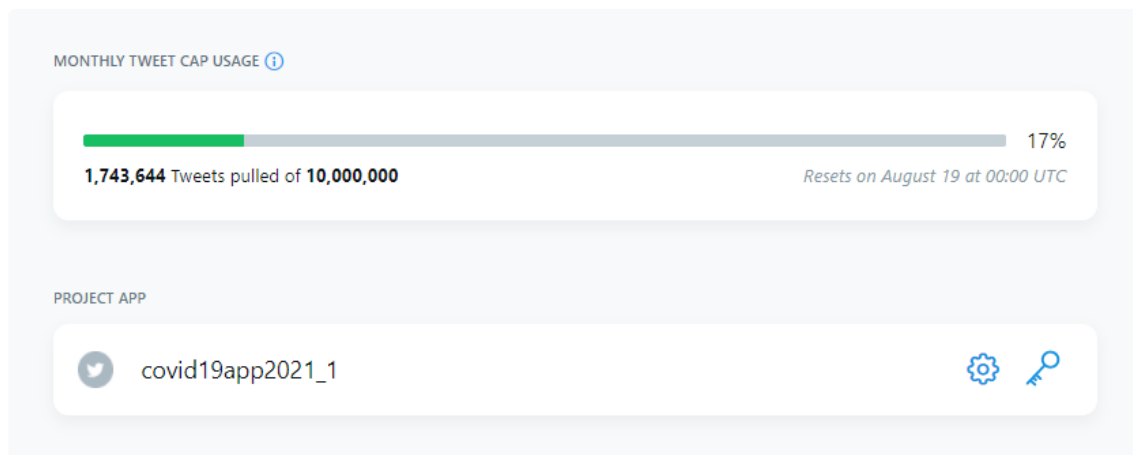 MONTHLY TWEET CAP USAGE
17%
1,743,644 Tweets pulled of 10,000,000
Resets on August 19 at 00:00 UTC
PROJECT APP
covid19app2021_1